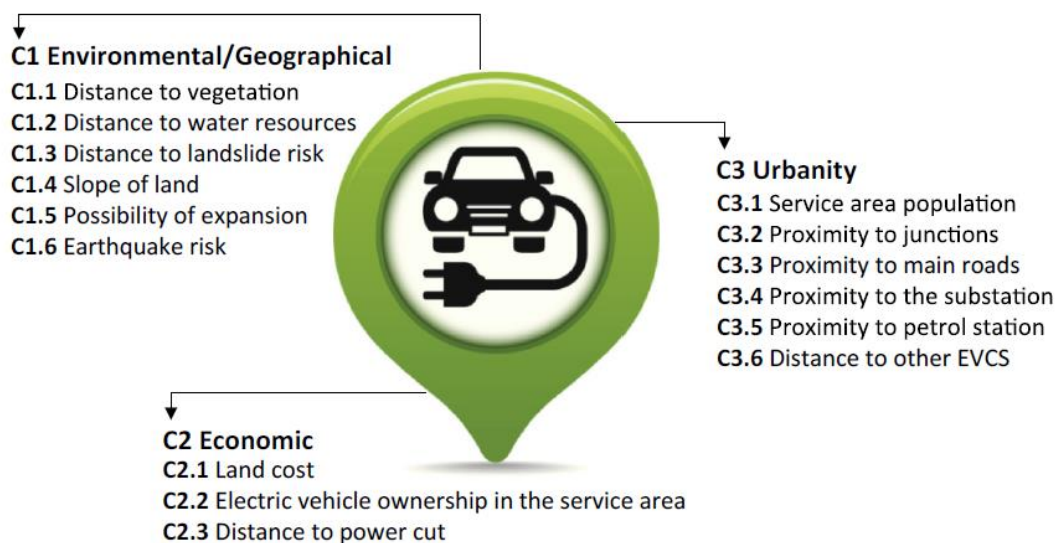 C1 Environmental/Geographical
C1.1 Distance to vegetation
C1.2 Distance to water resources
C1.3 Distance to landslide risk
C1.4 Slope of land
C1.5 Possibility of expansion
C1.6 Earthquake risk
C3 Urbanity
C3.1 Service area population
C3.2 Proximity to junctions
C3.3 Proximity to main roads
C3.4 Proximity to the substation
C3.5 Proximity to petrol station
C3.6 Distance to other EVCS
C2 Economic
C2.1 Land cost
C2.2 Electric vehicle ownership in the service area
C2.3 Distance to power cut